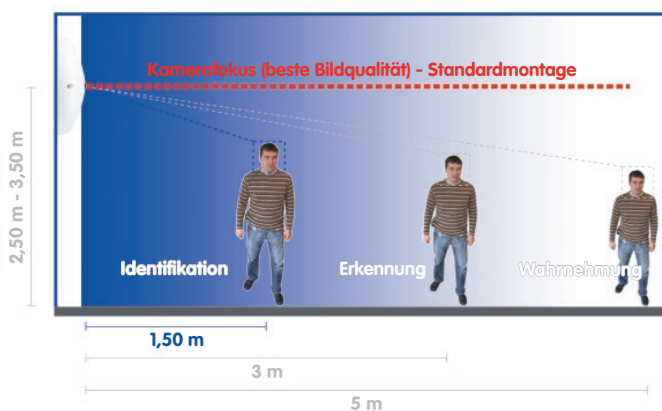 Kamerafokus (beste Bildqualität) - Standardmontage
2,50 m - 3,50 m
Identifikation
Erkennung
Wahrnehmung
1,50 m
3 m
5 m